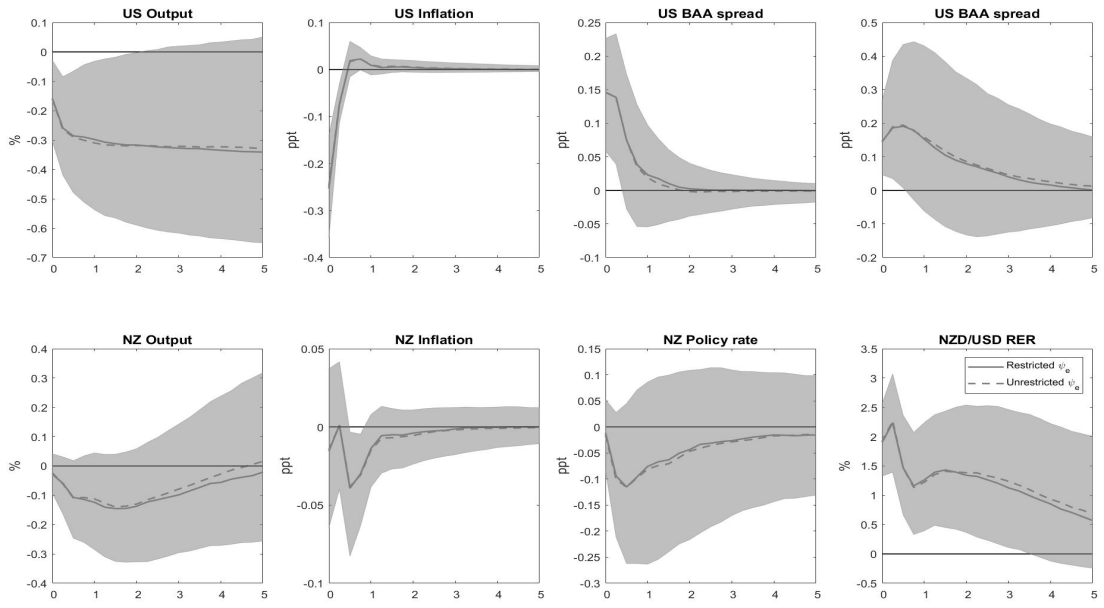 US Output
0.1
0
-0.1
-0.2
-0.3
-0.4
-0.5
-0.6
-0.7
%
0 1 2 3 4 5
US Inflation
0.1
0
-0.1
-0.2
-0.3
-0.4
ppt
0 1 2 3 4 5
US BAA spread
0.25
0.2
0.15
0.1
0.05
0
-0.05
-0.1
ppt
0 1 2 3 4 5
US BAA spread
0.5
0.4
0.3
0.2
0.1
0
-0.1
-0.2
ppt
0 1 2 3 4 5
NZ Output
0.4
0.3
0.2
0.1
0
-0.1
-0.2
-0.3
-0.4
%
0 1 2 3 4 5
NZ Inflation
0.05
0
-0.05
-0.1
ppt
0 1 2 3 4 5
NZ Policy rate
0.15
0.1
0.05
0
-0.05
-0.1
-0.15
-0.2
-0.25
-0.3
ppt
0 1 2 3 4 5
NZD/USD RER
3.5
3
2.5
2
1.5
1
0.5
0
-0.5
%
0 1 2 3 4 5
Restricted ψₑ
Unrestricted ψₑ